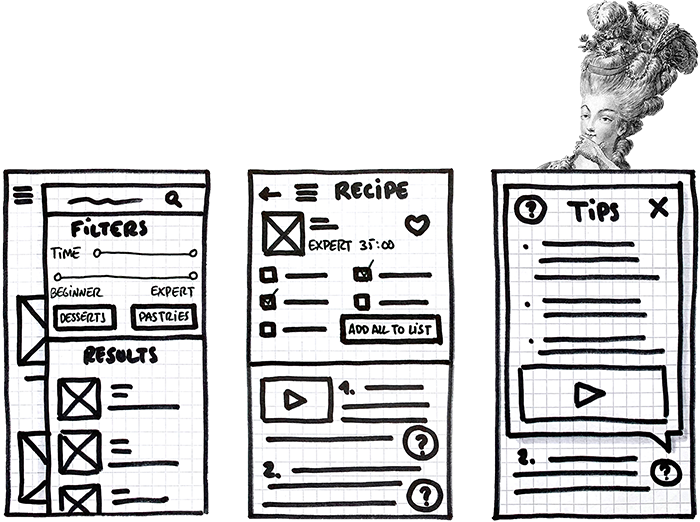 FiLTERS
TiME
BEGINNER EXPERT
DESSERTS PASTRiES
RESULTS
RECiPE
EXPERT 35:00
ADD ALL TO LiST
1.
?
2.
?
? TiPS X
2.
?